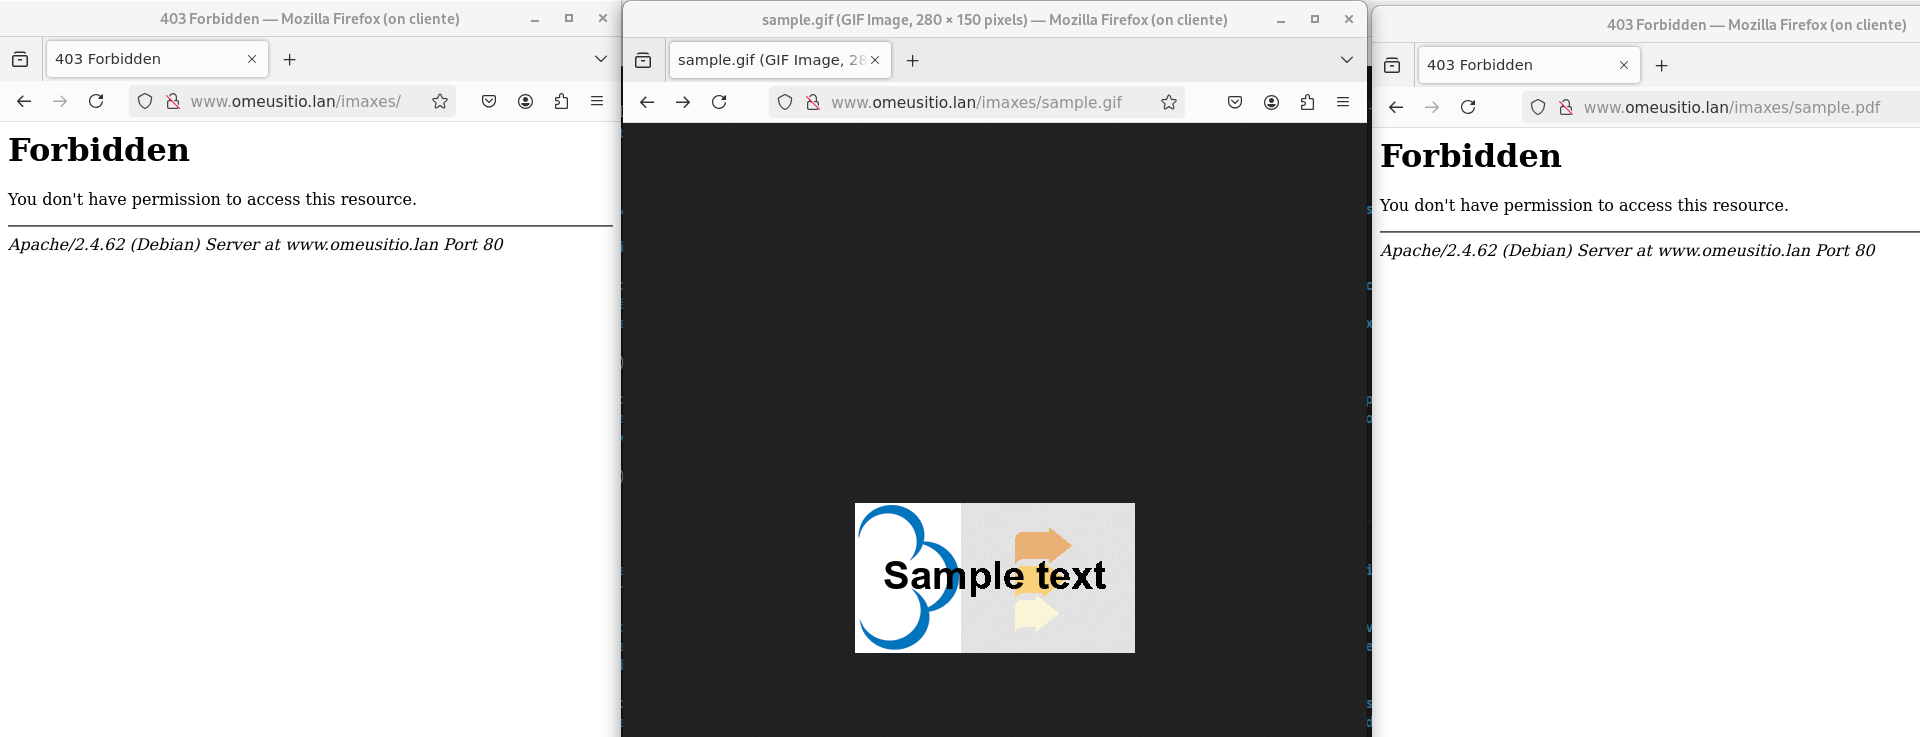 403 Forbidden — Mozilla Firefox (on cliente)
403 Forbidden
www.omeusitio.lan/imaxes/
Forbidden
You don't have permission to access this resource.
Apache/2.4.62 (Debian) Server at www.omeusitio.lan Port 80
sample.gif (GIF Image, 280 × 150 pixels) — Mozilla Firefox (on cliente)
sample.gif (GIF Image, 28
www.omeusitio.lan/imaxes/sample.gif
Sample text
403 Forbidden — Mozilla Firefox (on cliente)
403 Forbidden
www.omeusitio.lan/imaxes/sample.pdf
Forbidden
You don't have permission to access this resource.
Apache/2.4.62 (Debian) Server at www.omeusitio.lan Port 80